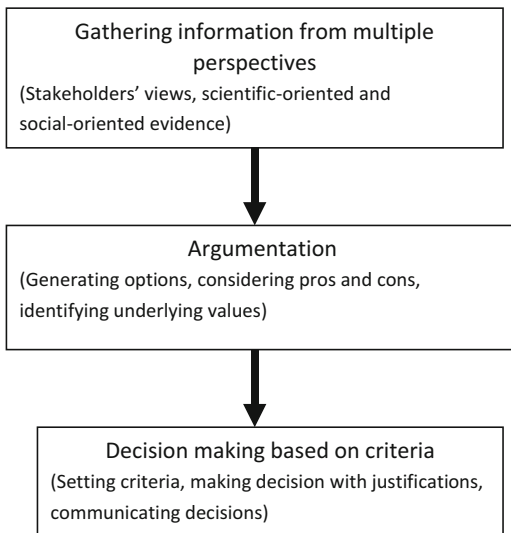 Gathering information from multiple
perspectives
(Stakeholders’ views, scientific-oriented and
social-oriented evidence)
Argumentation
(Generating options, considering pros and cons,
identifying underlying values)
Decision making based on criteria
(Setting criteria, making decision with justifications,
communicating decisions)